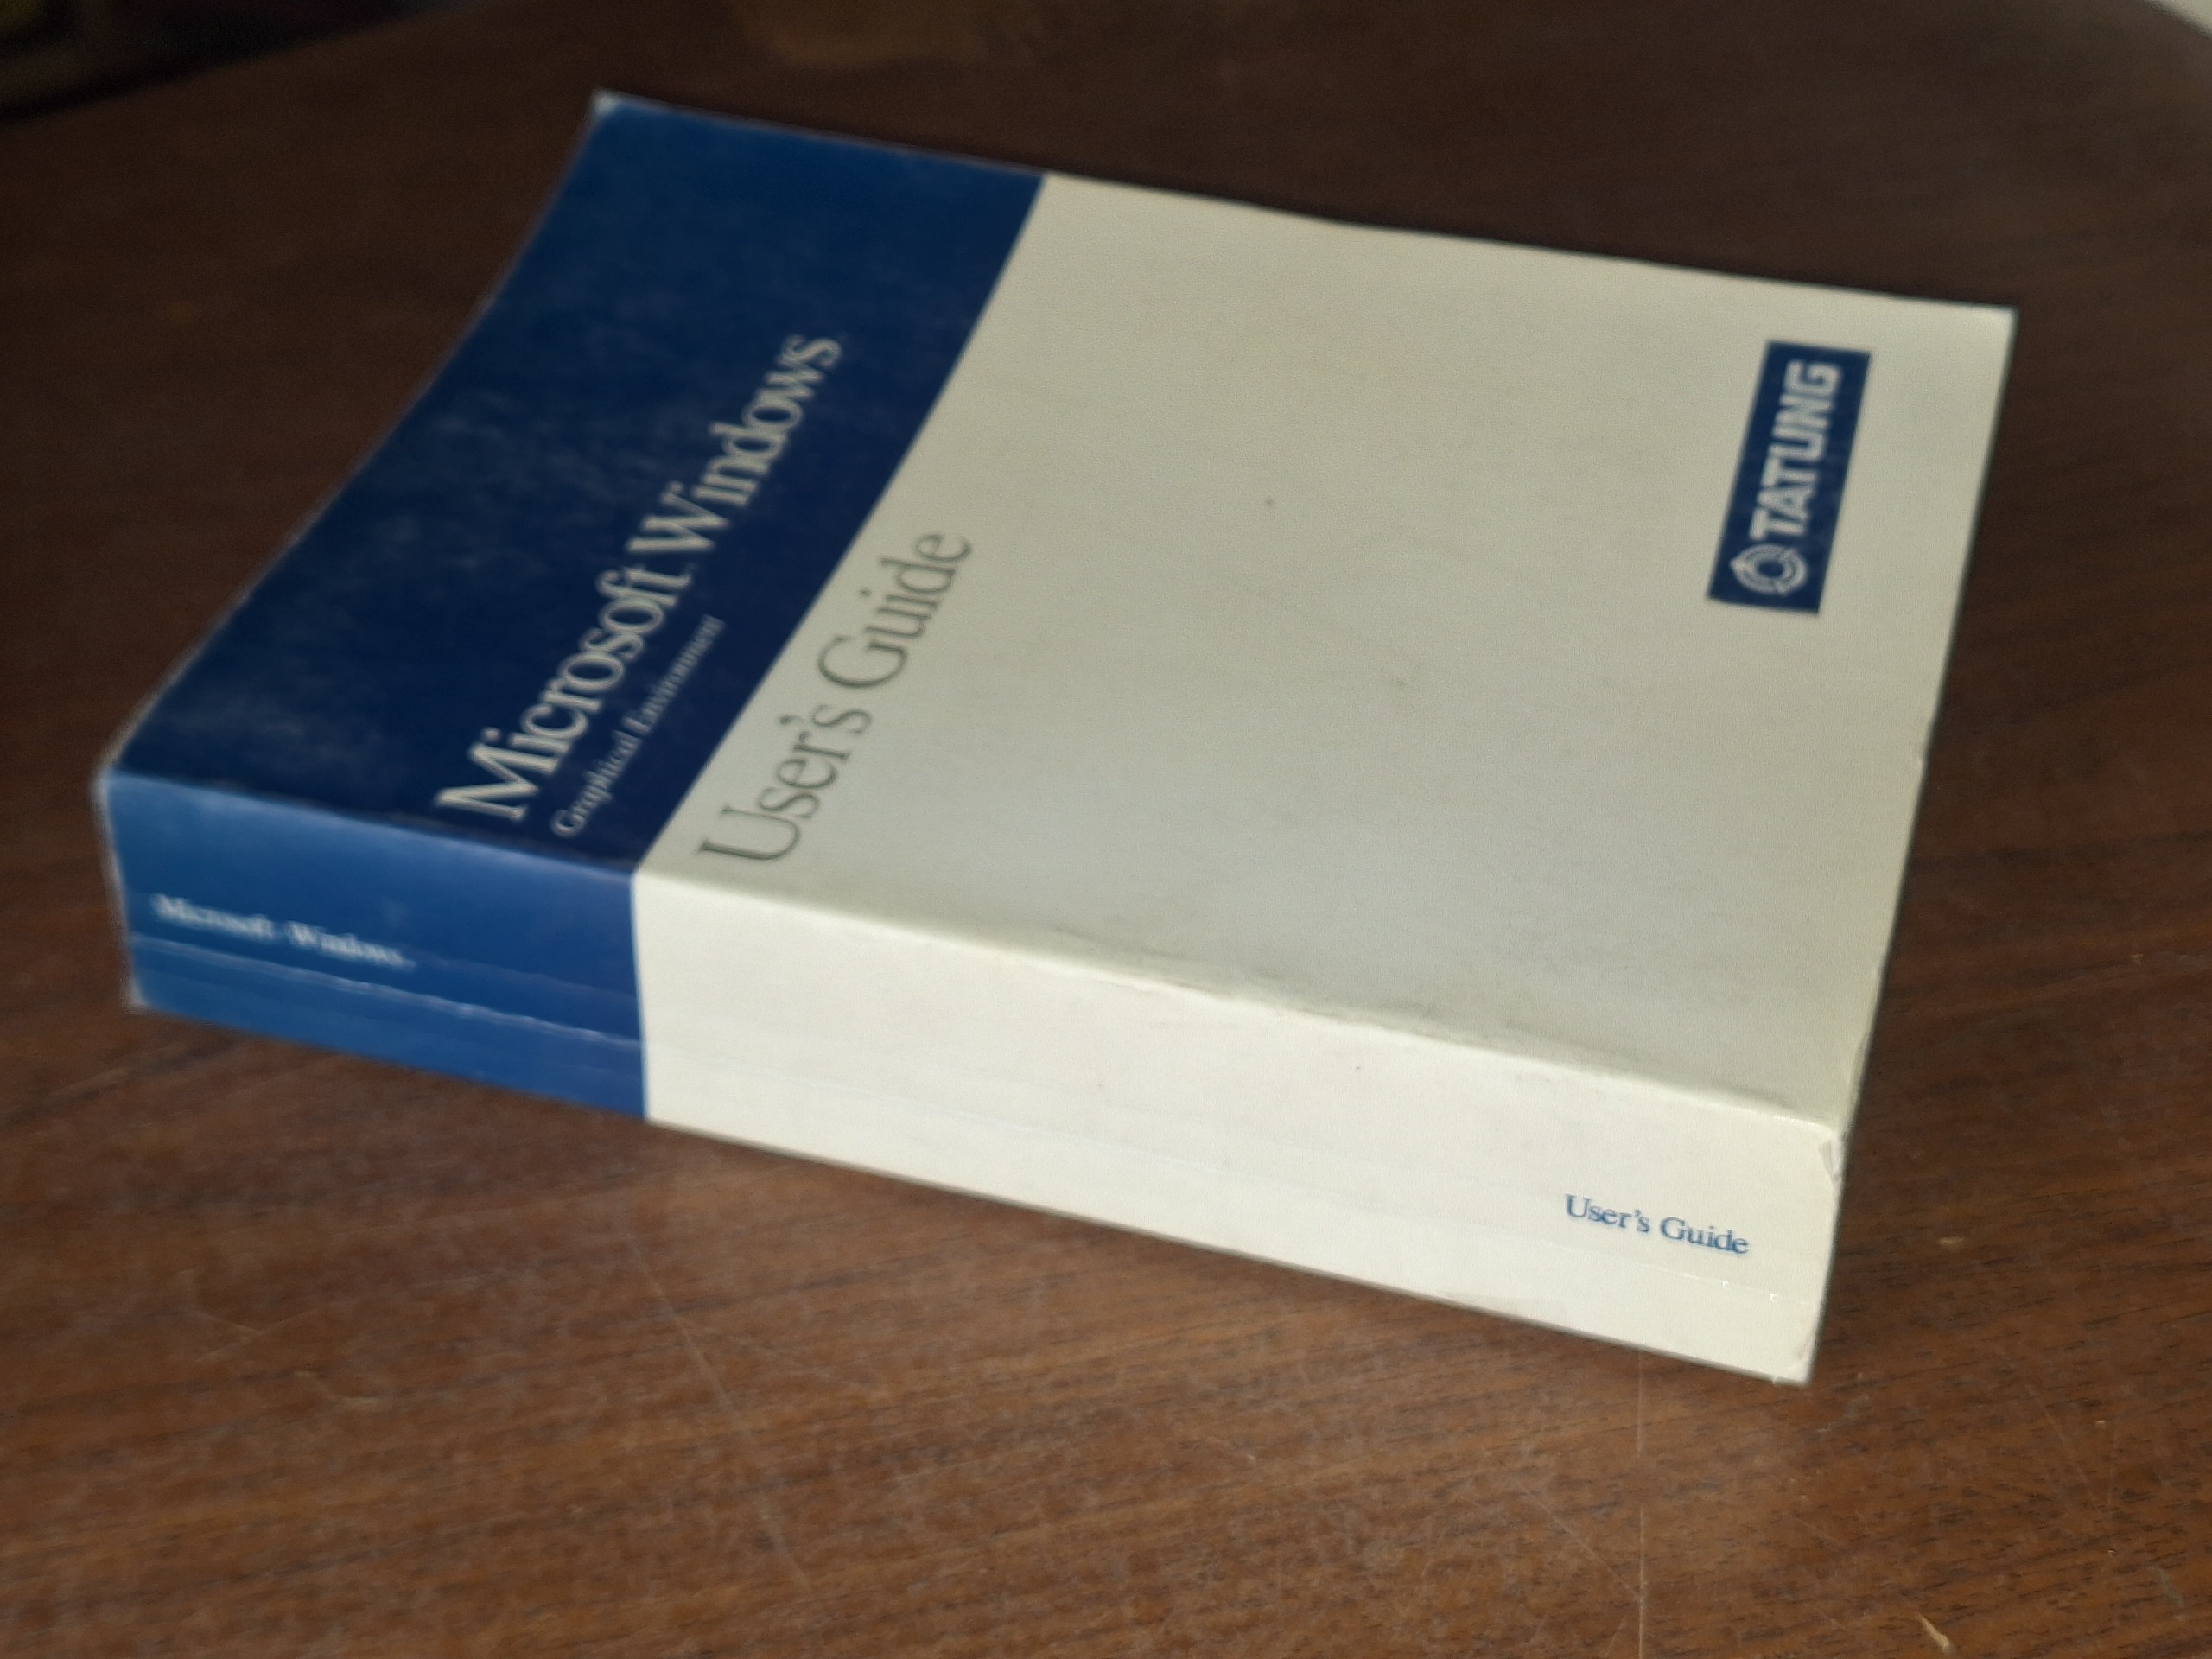 Microsoft Windows
Graphical Environment
User's Guide
TATUNG
Microsoft Windows
User's Guide